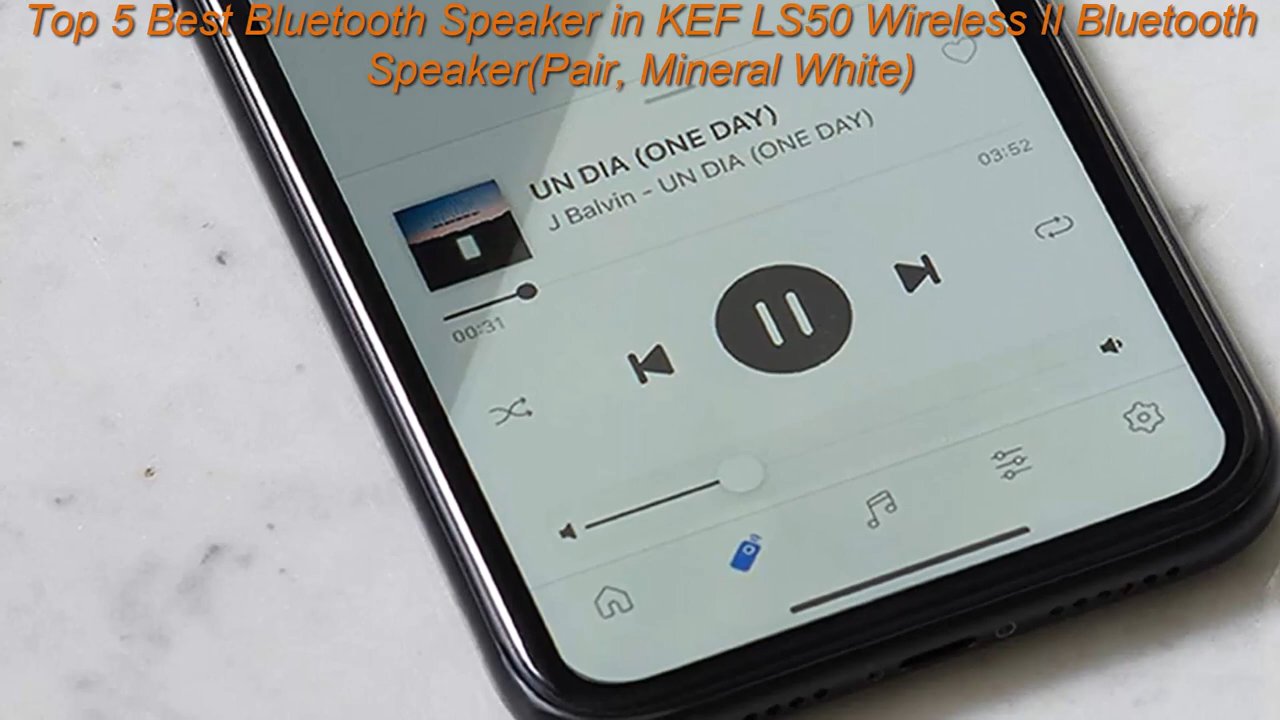 Top 5 Best Bluetooth Speaker in KEF LS50 Wireless II Bluetooth
Speaker(Pair, Mineral White)
UN DIA (ONE DAY)
J Balvin - UN DIA (ONE DAY)
03:52
00:31